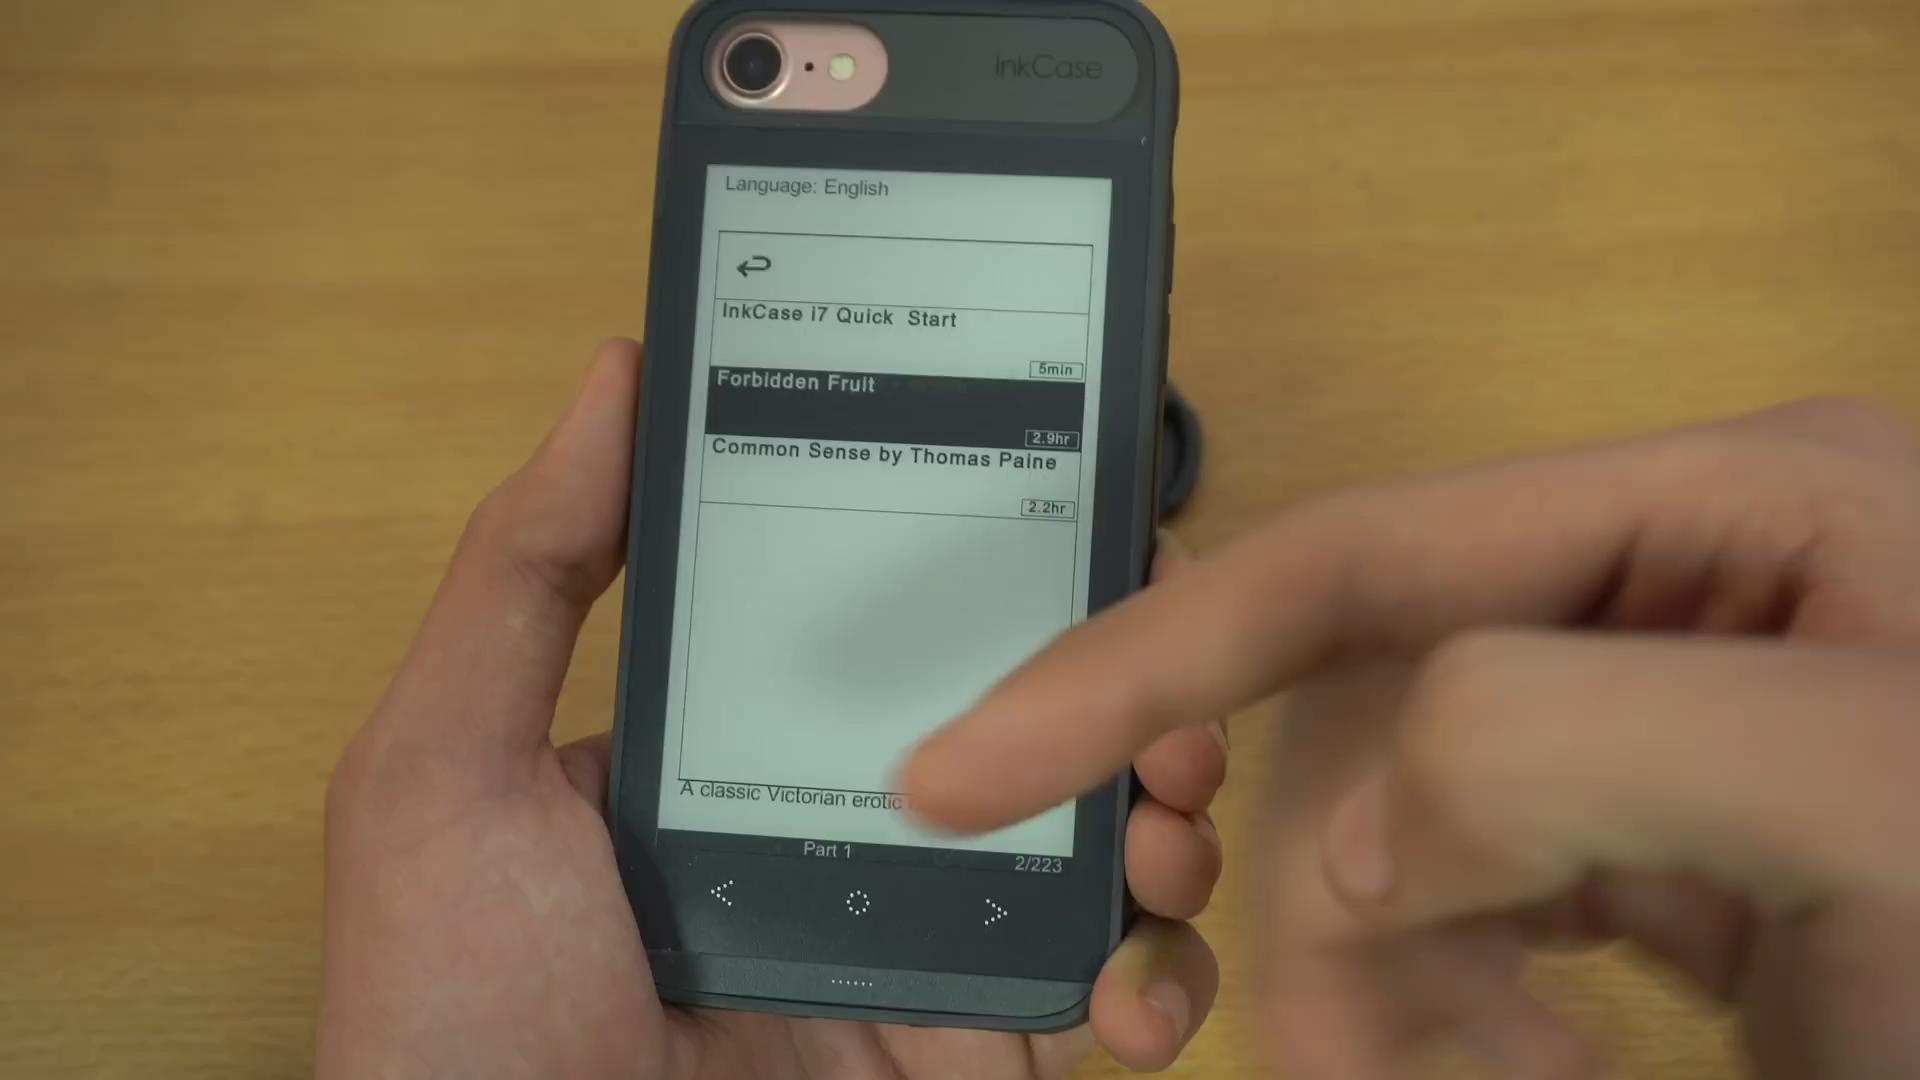 InkCase
Language: English
InkCase i7 Quick Start
5min
Forbidden Fruit
2.9hr
Common Sense by Thomas Paine
2.2hr
A classic Victorian erotic
Part 1
2/223